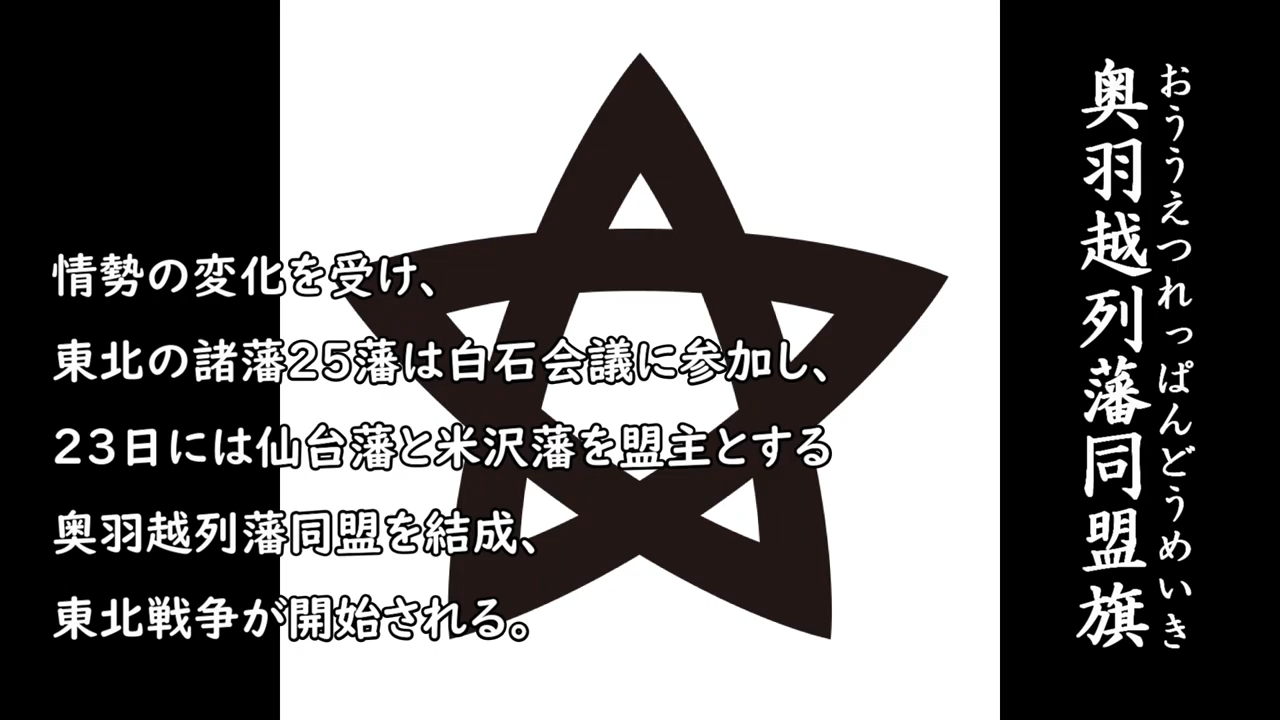 奥羽越列藩同盟旗
おううえつれっぱんどうめいき
情勢の変化を受け、
東北の諸藩25藩は白石会議に参加し、
23日には仙台藩と米沢藩を盟主とする
奥羽越列藩同盟を結成、
東北戦争が開始される。